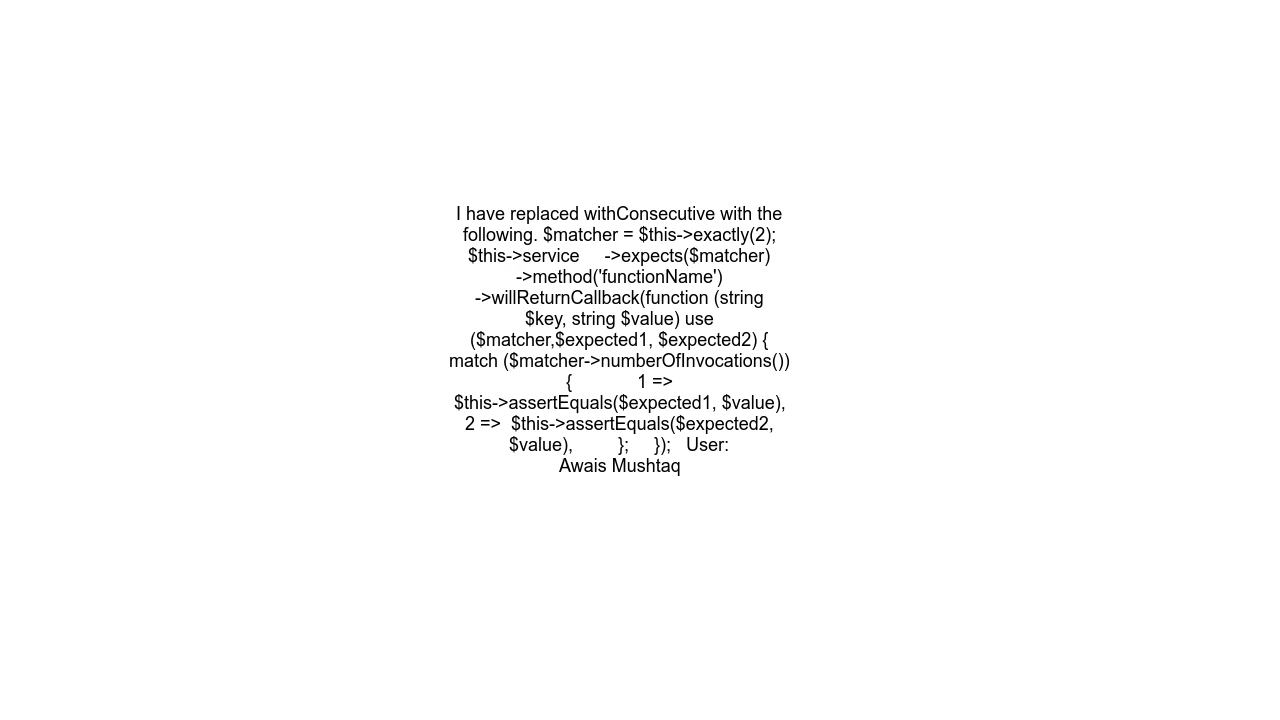 I have replaced withConsecutive with the
following. $matcher = $this->exactly(2);
$this->service     ->expects($matcher)
->method('functionName')
->willReturnCallback(function (string
$key, string $value) use
($matcher,$expected1, $expected2) {
match ($matcher->numberOfInvocations())
{             1 =>
$this->assertEquals($expected1, $value),
2 =>  $this->assertEquals($expected2,
$value),         };     });   User:
Awais Mushtaq